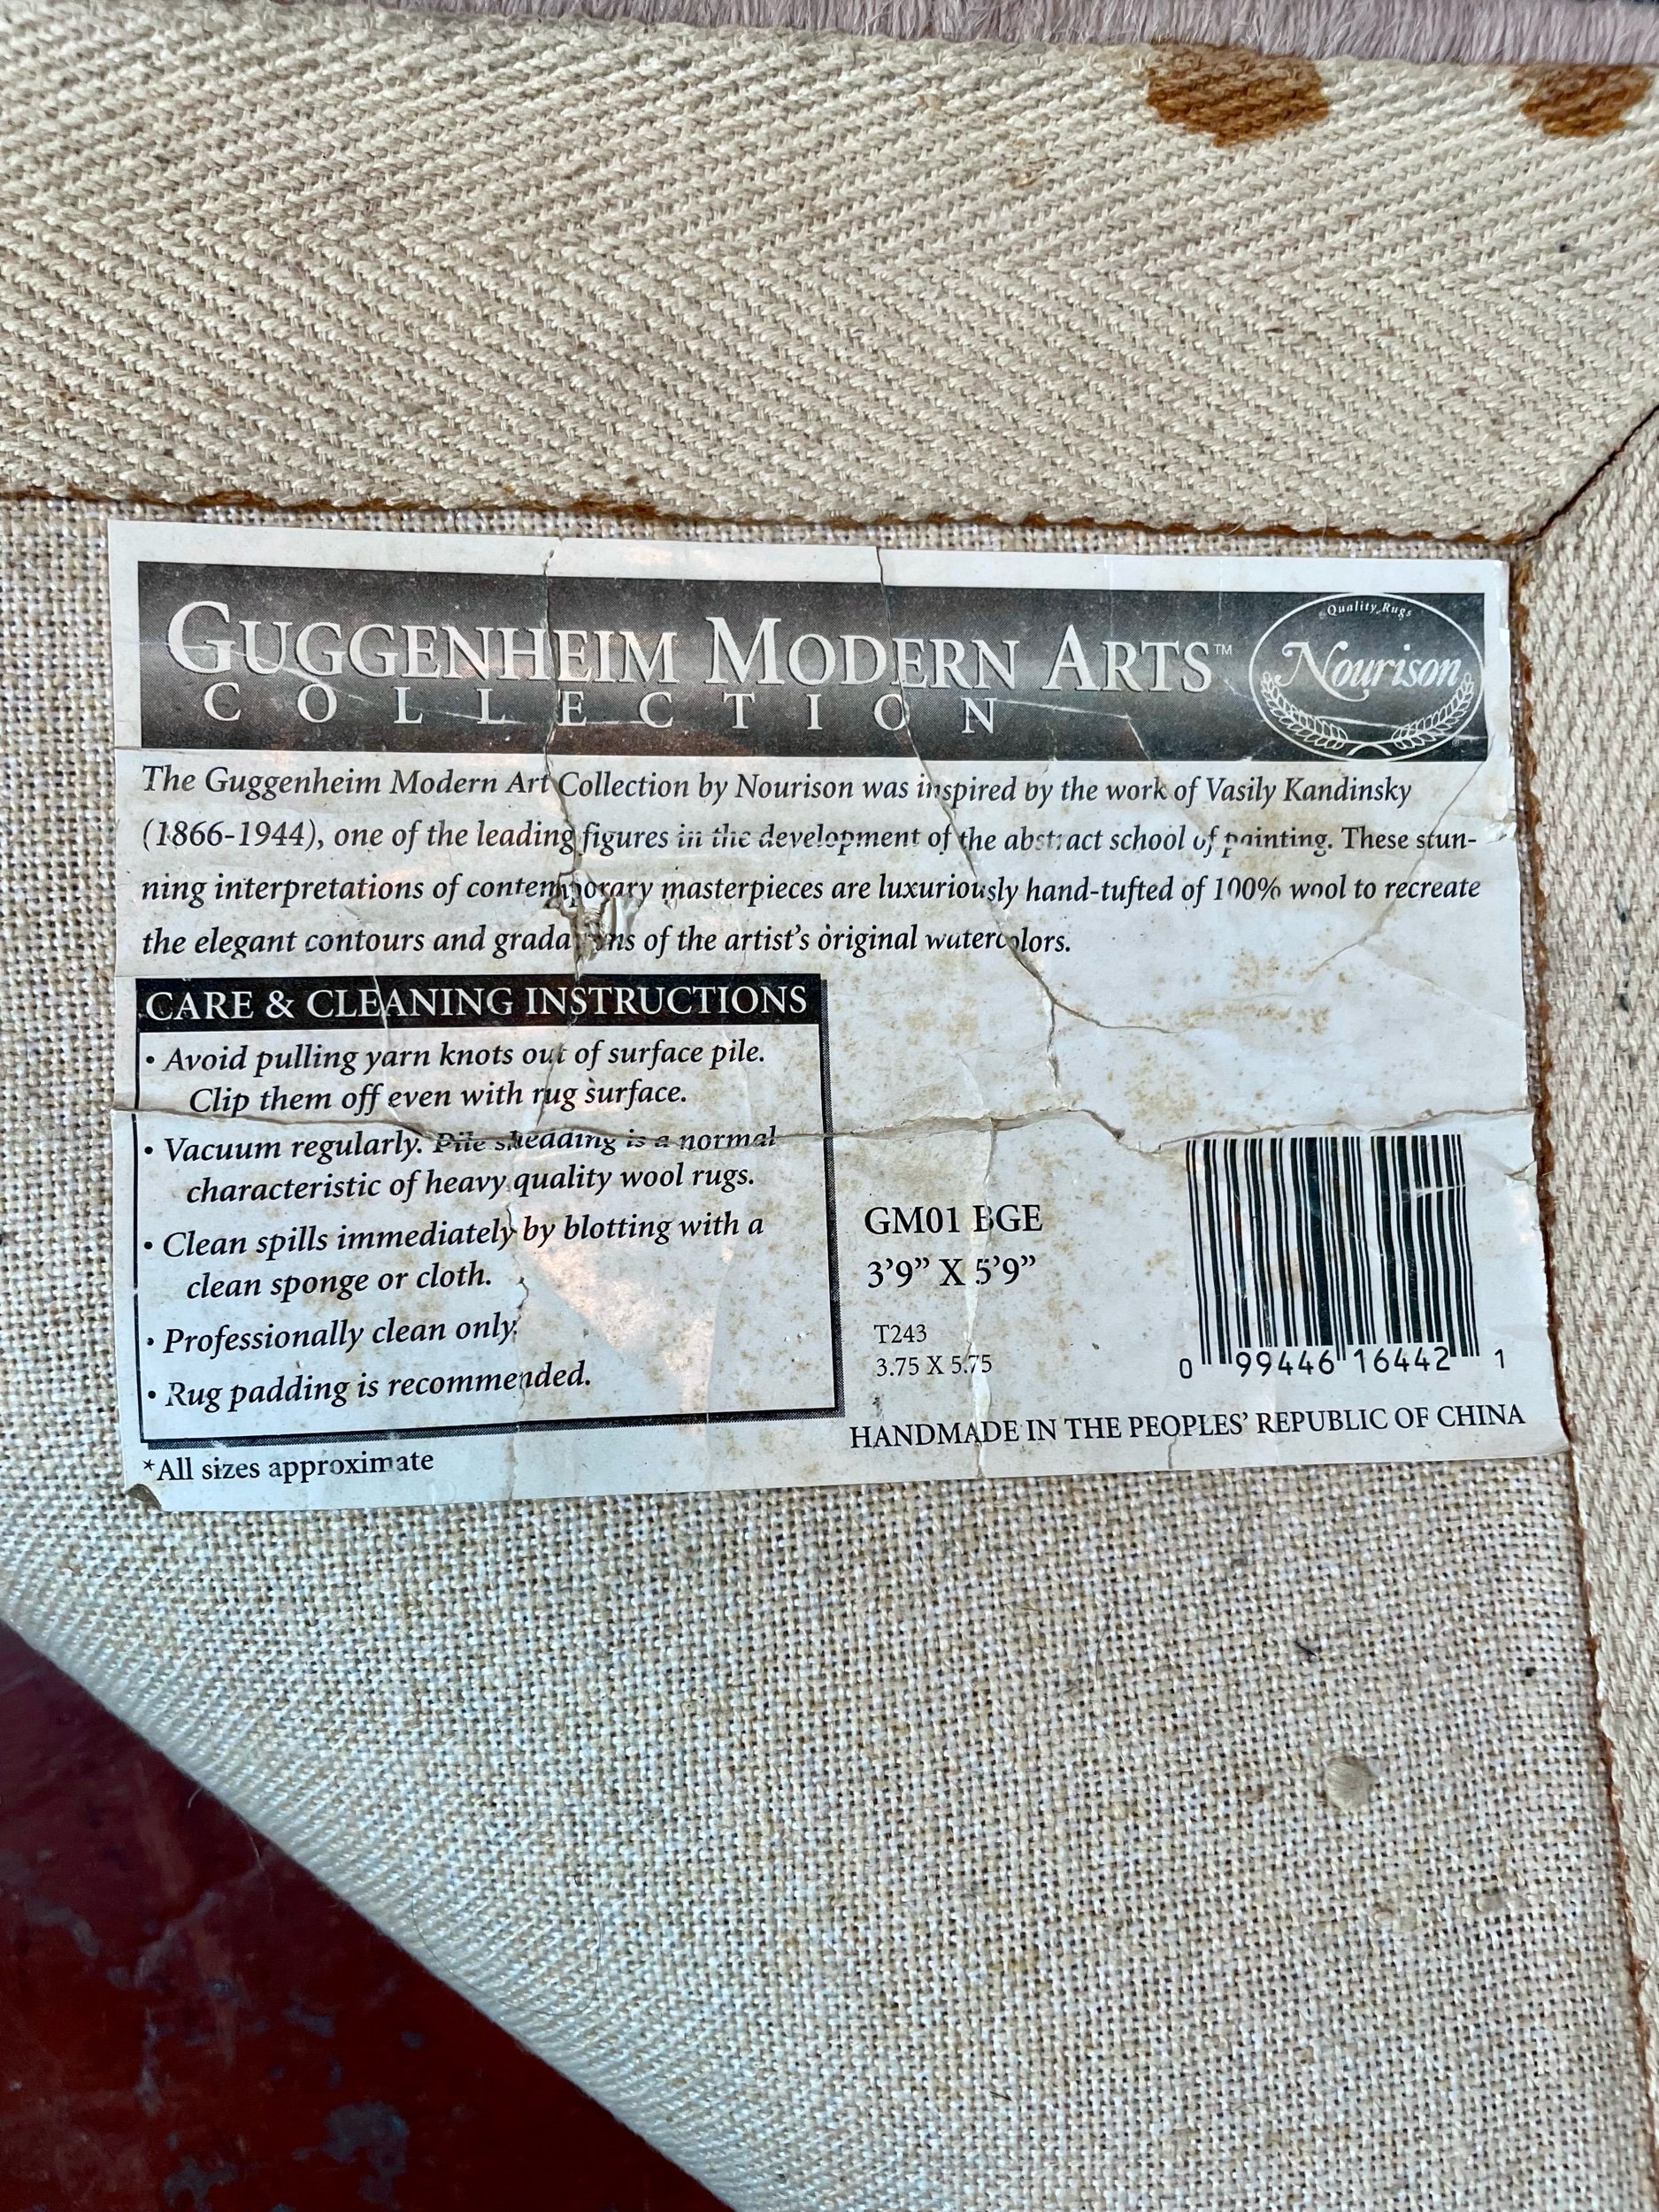 GUGGENHEIM MODERN ARTS™
COLLECTION
Quality Rugs
Nourison
The Guggenheim Modern Art Collection by Nourison was inspired by the work of Vasily Kandinsky
(1866-1944), one of the leading figures in the development of the abstract school of painting. These stun-
ning interpretations of contemporary masterpieces are luxuriously hand-tufted of 100% wool to recreate
the elegant contours and gradations of the artist's original watercolors.
CARE & CLEANING INSTRUCTIONS
• Avoid pulling yarn knots out of surface pile.
Clip them off even with rug surface.
• Vacuum regularly. Pile shedding is a normal
characteristic of heavy quality wool rugs.
• Clean spills immediately by blotting with a
clean sponge or cloth.
• Professionally clean only.
• Rug padding is recommended.
*All sizes approximate
GM01 BGE
3'9” X 5'9”
T243
3.75 X 5.75
0 99446 16442 1
HANDMADE IN THE PEOPLES' REPUBLIC OF CHINA